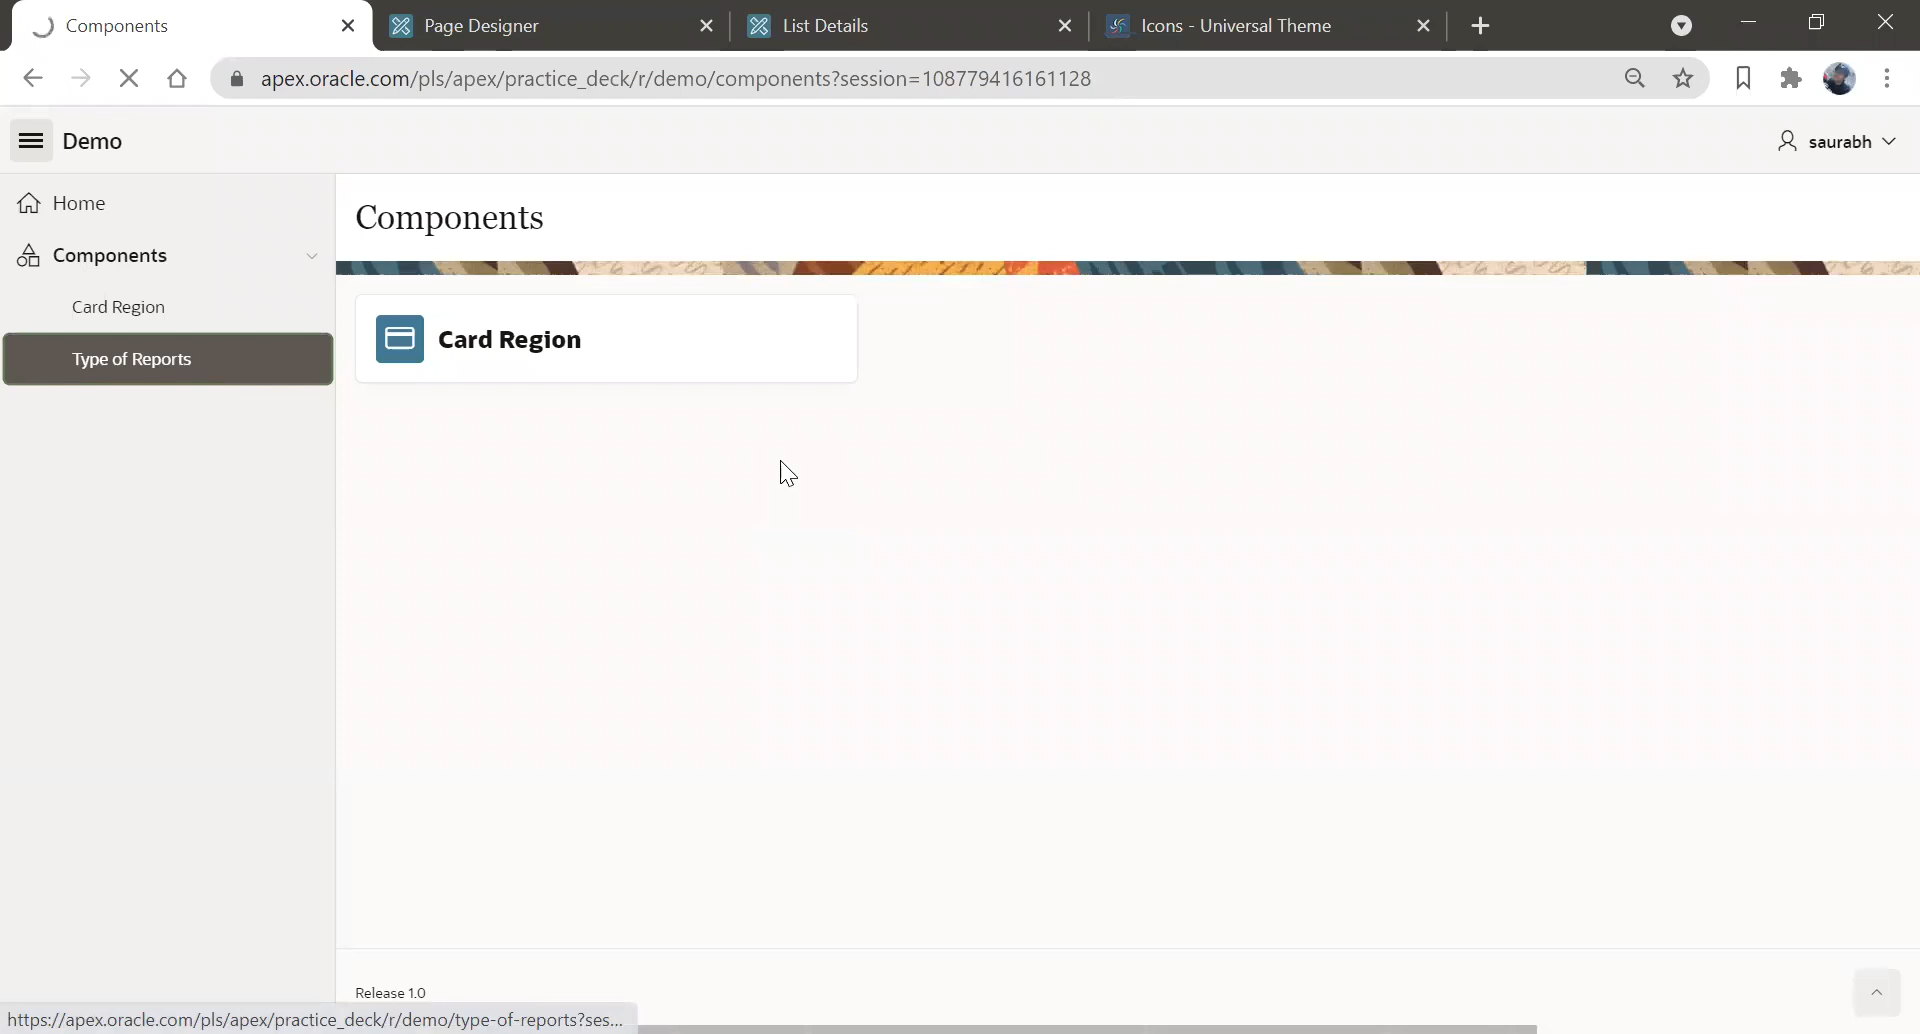 Components
Page Designer
List Details
Icons - Universal Theme
apex.oracle.com/pls/apex/practice_deck/r/demo/components?session=108779416161128
Demo
saurabh
Home
Components
Card Region
Type of Reports
Components
Card Region
Release 1.0
https://apex.oracle.com/pls/apex/practice_deck/r/demo/type-of-reports?ses...